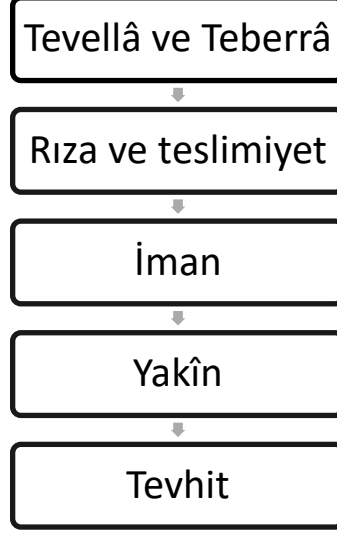 Tevellâ ve Teberrâ
Rıza ve teslimiyet
İman
Yakîn
Tevhit